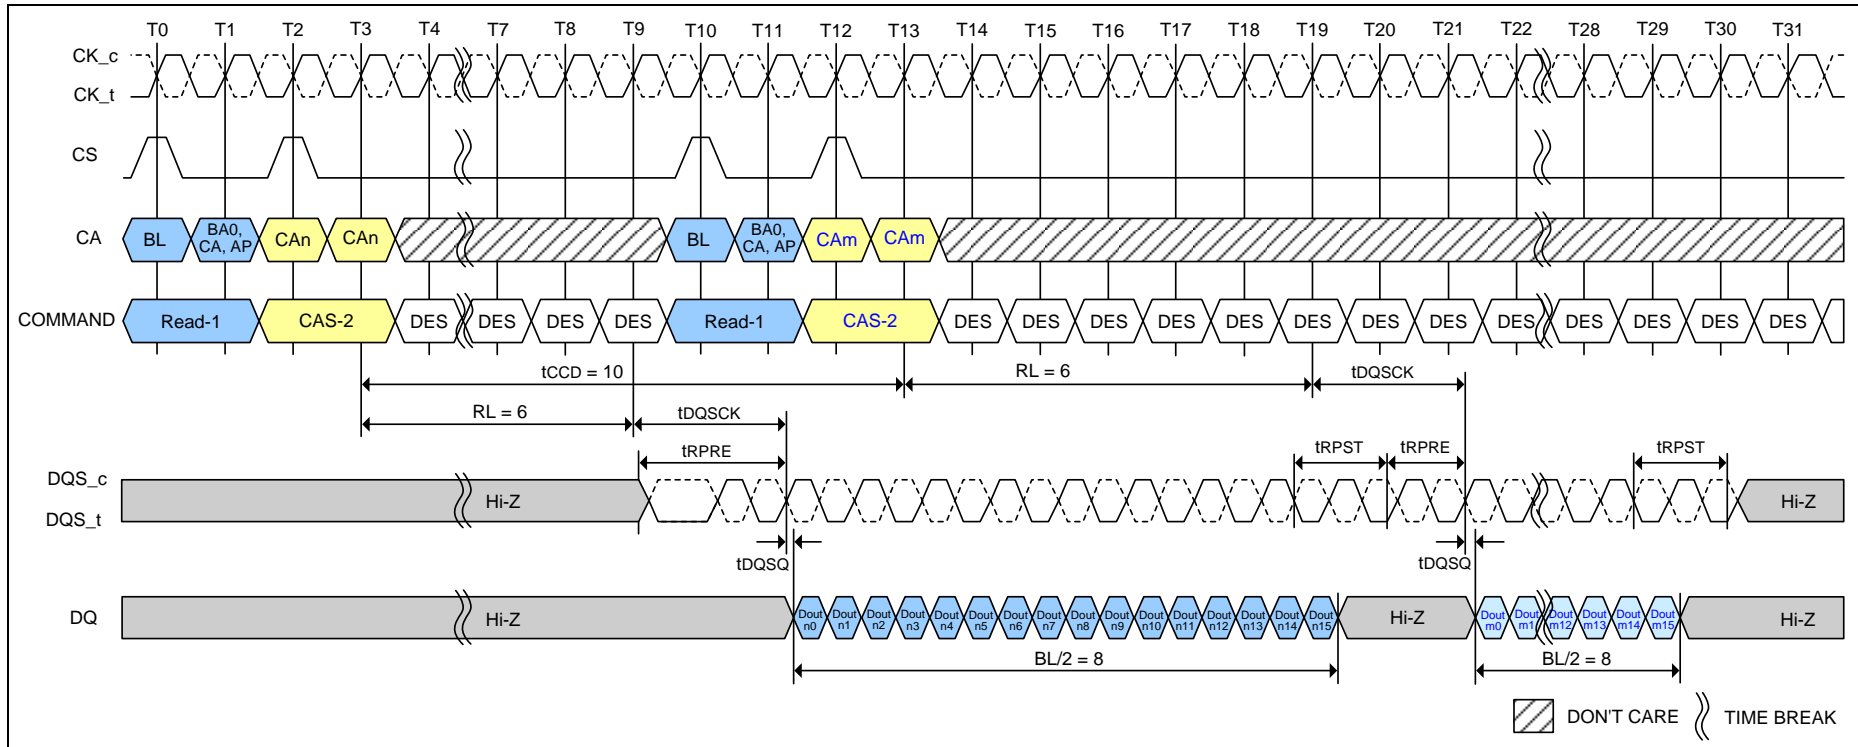 T0 T1 T2 T3 T4 T7 T8 T9 T10 T11 T12 T13 T14 T15 T16 T17 T18 T19 T20 T21 T22 T28 T29 T30 T31
CK_c
CK_t
CS
CA BL BA0, CA, AP CAn CAn BL BA0, CA, AP CAm CAm
COMMAND Read-1 CAS-2 DES DES DES DES Read-1 CAS-2 DES DES DES DES DES DES DES DES DES DES DES DES DES
tCCD = 10 RL = 6 tDQSCK
RL = 6 tDQSCK
tRPRE tRPST tRPRE tRPST
DQS_c
Hi-Z Hi-Z
DQS_t
tDQSQ tDQSQ
DQ Hi-Z Dout n0 Dout n1 Dout n2 Dout n3 Dout n4 Dout n5 Dout n6 Dout n7 Dout n8 Dout n9 Dout n10 Dout n11 Dout n12 Dout n13 Dout n14 Dout n15 Hi-Z Dout m0 Dout m1 Dout m12 Dout m13 Dout m14 Dout m15 Hi-Z
BL/2 = 8 BL/2 = 8
DON'T CARE TIME BREAK